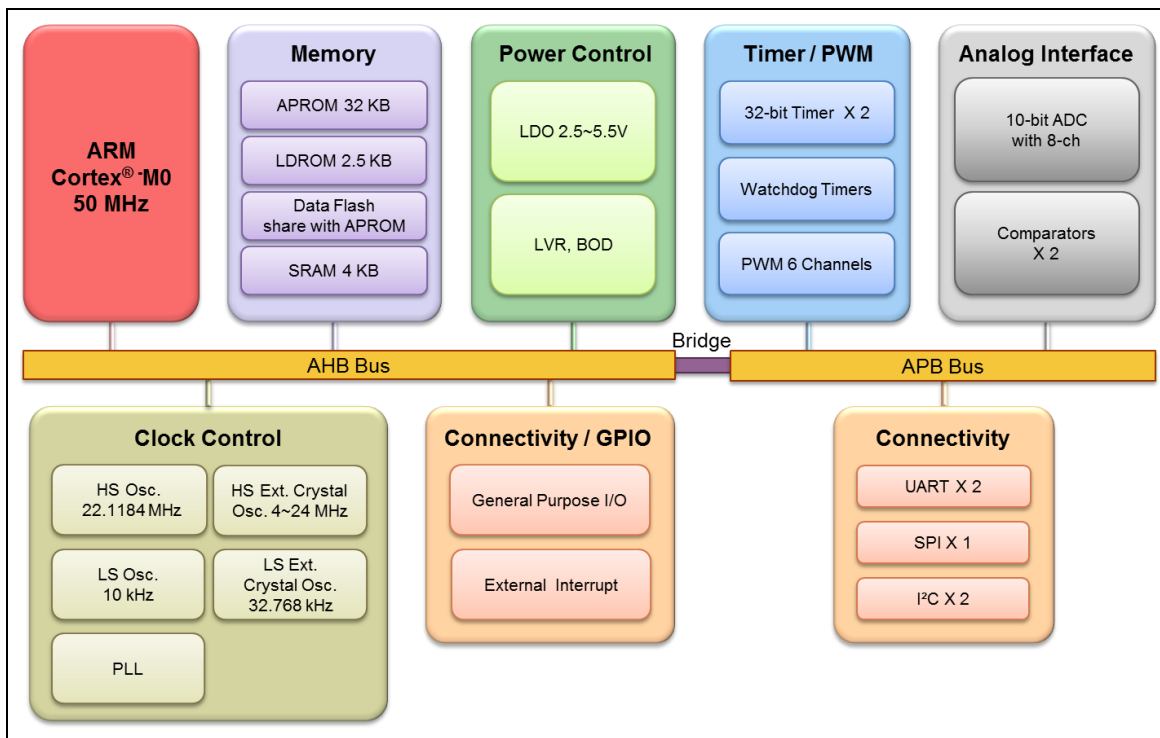 ARM
Cortex® -M0
50 MHz
Memory
APROM 32 KB
LDROM 2.5 KB
Data Flash
share with APROM
SRAM 4 KB
Power Control
LDO 2.5~5.5V
LVR, BOD
Timer / PWM
32-bit Timer X 2
Watchdog Timers
PWM 6 Channels
Analog Interface
10-bit ADC
with 8-ch
Comparators
X 2
AHB Bus
Bridge
APB Bus
Clock Control
HS Osc.
22.1184 MHz
HS Ext. Crystal
Osc. 4~24 MHz
LS Osc.
10 kHz
LS Ext.
Crystal Osc.
32.768 kHz
PLL
Connectivity / GPIO
General Purpose I/O
External Interrupt
Connectivity
UART X 2
SPI X 1
I²C X 2